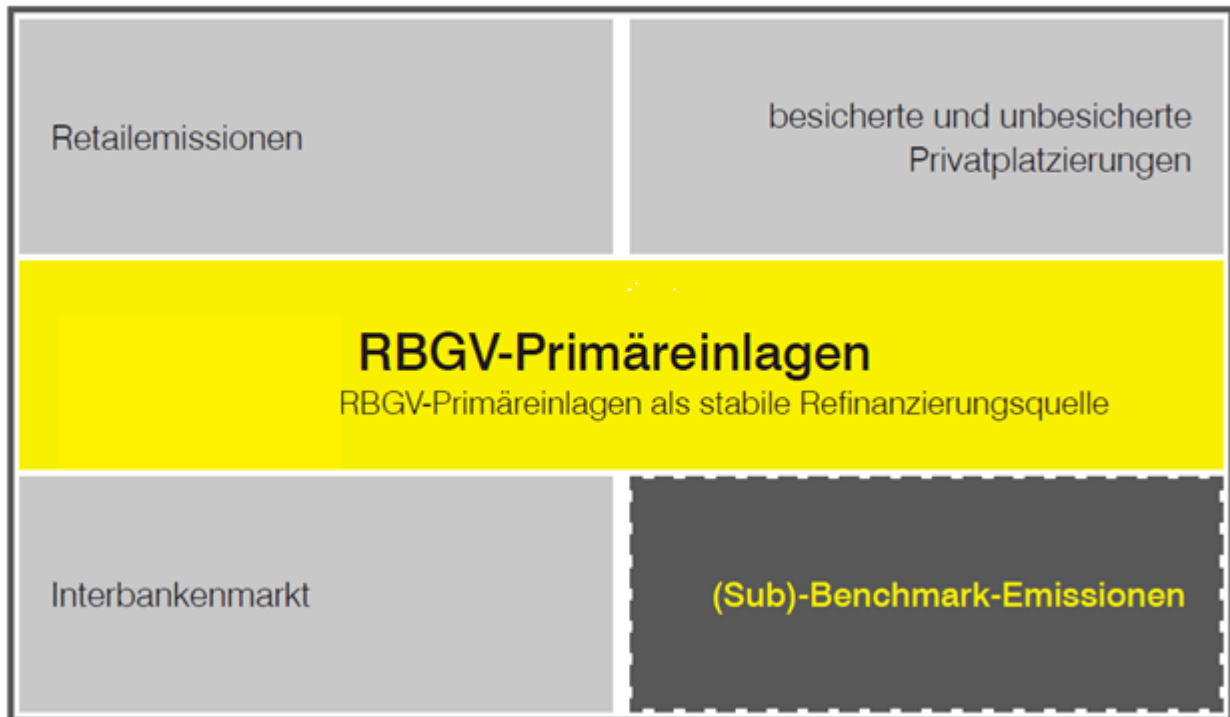 Retailemissionen
besicherte und unbesicherte
Privatplatzierungen
RBGV-Primäreinlagen
RBGV-Primäreinlagen als stabile Refinanzierungsquelle
Interbankenmarkt
(Sub)-Benchmark-Emissionen